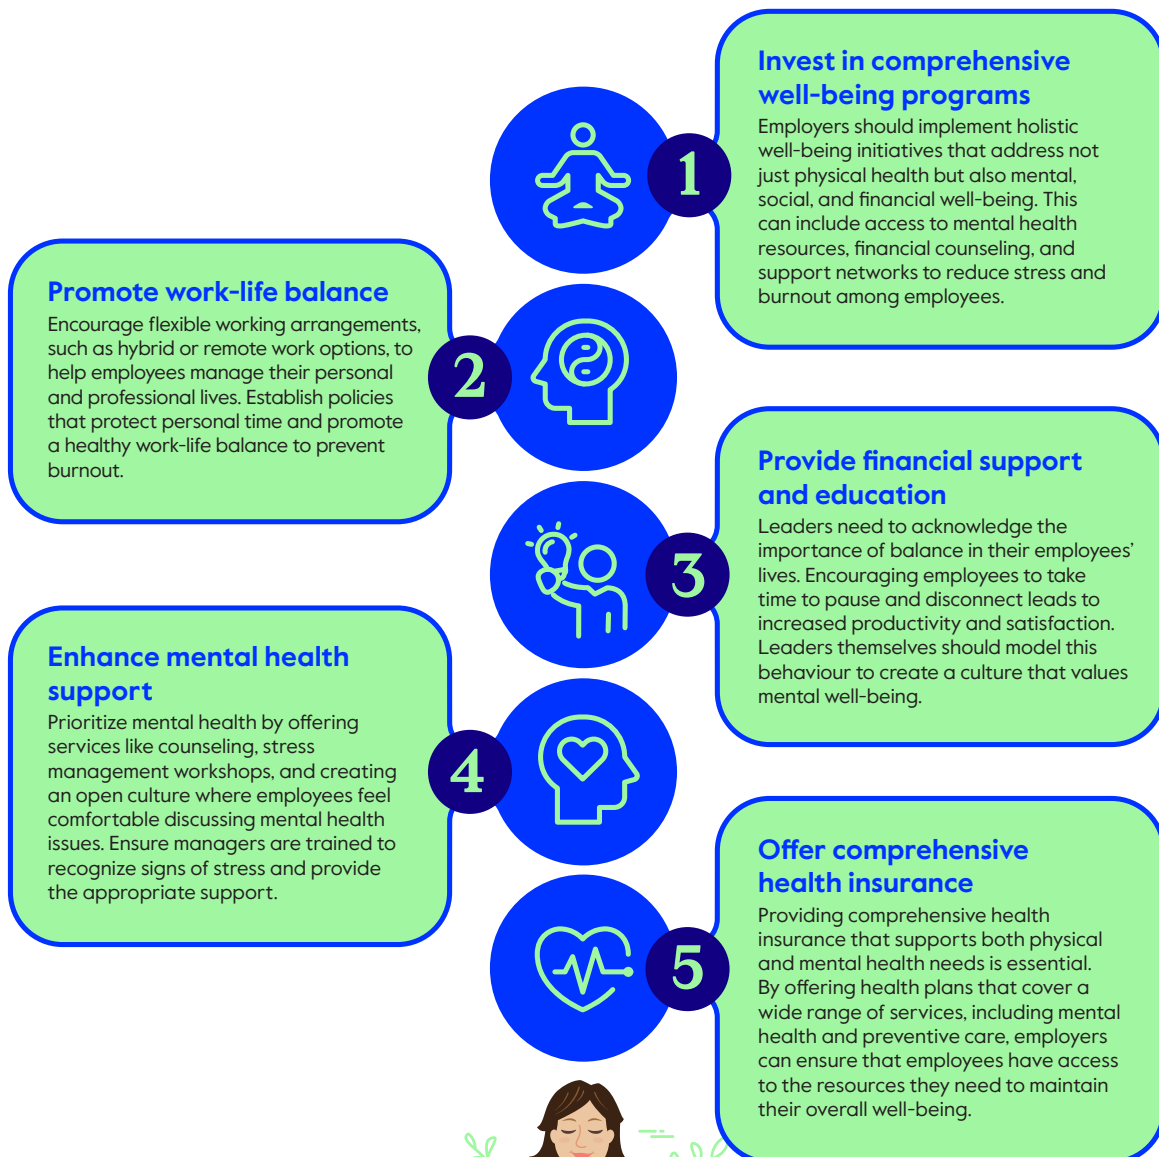 1
Invest in comprehensive
well-being programs
Employers should implement holistic
well-being initiatives that address not
just physical health but also mental,
social, and financial well-being. This
can include access to mental health
resources, financial counseling, and
support networks to reduce stress and
burnout among employees.
2
Promote work-life balance
Encourage flexible working arrangements,
such as hybrid or remote work options, to
help employees manage their personal
and professional lives. Establish policies
that protect personal time and promote
a healthy work-life balance to prevent
burnout.
3
Provide financial support
and education
Leaders need to acknowledge the
importance of balance in their employees’
lives. Encouraging employees to take
time to pause and disconnect leads to
increased productivity and satisfaction.
Leaders themselves should model this
behaviour to create a culture that values
mental well-being.
4
Enhance mental health
support
Prioritize mental health by offering
services like counseling, stress
management workshops, and creating
an open culture where employees feel
comfortable discussing mental health
issues. Ensure managers are trained to
recognize signs of stress and provide
the appropriate support.
5
Offer comprehensive
health insurance
Providing comprehensive health
insurance that supports both physical
and mental health needs is essential.
By offering health plans that cover a
wide range of services, including mental
health and preventive care, employers
can ensure that employees have access
to the resources they need to maintain
their overall well-being.